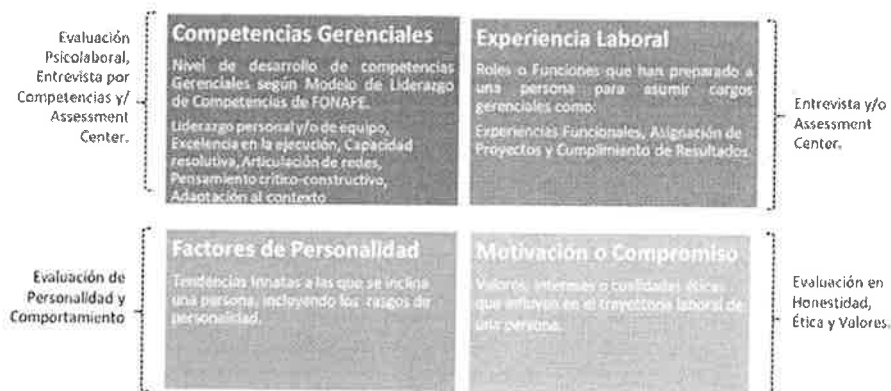 Evaluación
Psicolaboral,
Entrevista por
Competencias y/
Assessment
Center.
Competencias Gerenciales
Nivel de desarrollo de competencias
Gerenciales según Modelo de Liderazgo
de Competencias de FONAFE.
Liderazgo personal y/o de equipo,
Excelencia en la ejecución, Capacidad
resolutiva, Articulación de redes,
Pensamiento crítico-constructivo,
Adaptación al contexto
Experiencia Laboral
Roles o Funciones que han preparado a
una persona para asumir cargos
gerenciales como:
Experiencias Funcionales, Asignación de
Proyectos y Cumplimiento de Resultados.
Entrevista y/o
Assessment
Center.
Evaluación de
Personalidad y
Comportamiento
Factores de Personalidad
Tendencias Innatas a las que se inclina
una persona, incluyendo los rasgos de
personalidad.
Motivación o Compromiso
Valores, intereses o cualidades éticas
que influyen en el trayectoria laboral de
una persona.
Evaluación en
Honestidad,
Ética y Valores.